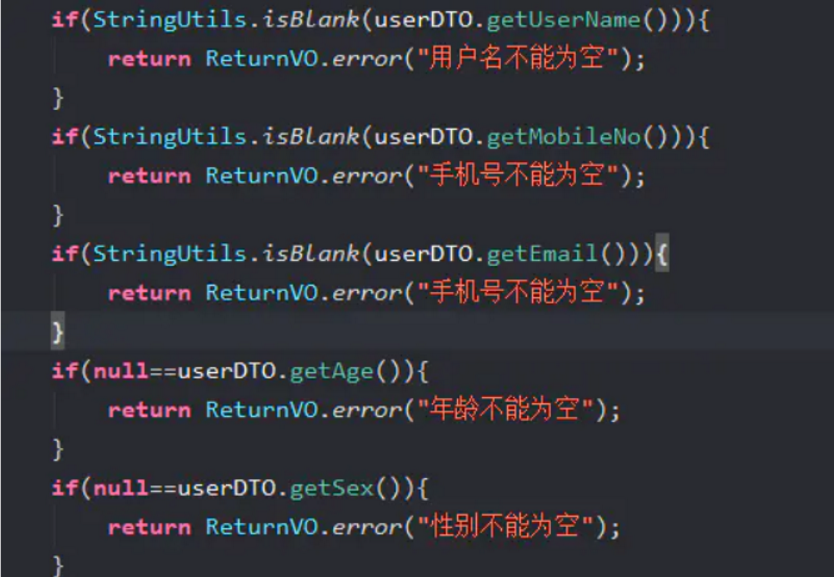 if(StringUtils.isBlank(userDTO.getUserName())){
return ReturnVO.error("用户名不能为空");
}
if(StringUtils.isBlank(userDTO.getMobileNo())){
return ReturnVO.error("手机号不能为空");
}
if(StringUtils.isBlank(userDTO.getEmail())){
return ReturnVO.error("手机号不能为空");
}
if(null==userDTO.getAge()){
return ReturnVO.error("年龄不能为空");
}
if(null==userDTO.getSex()){
return ReturnVO.error("性别不能为空");
}